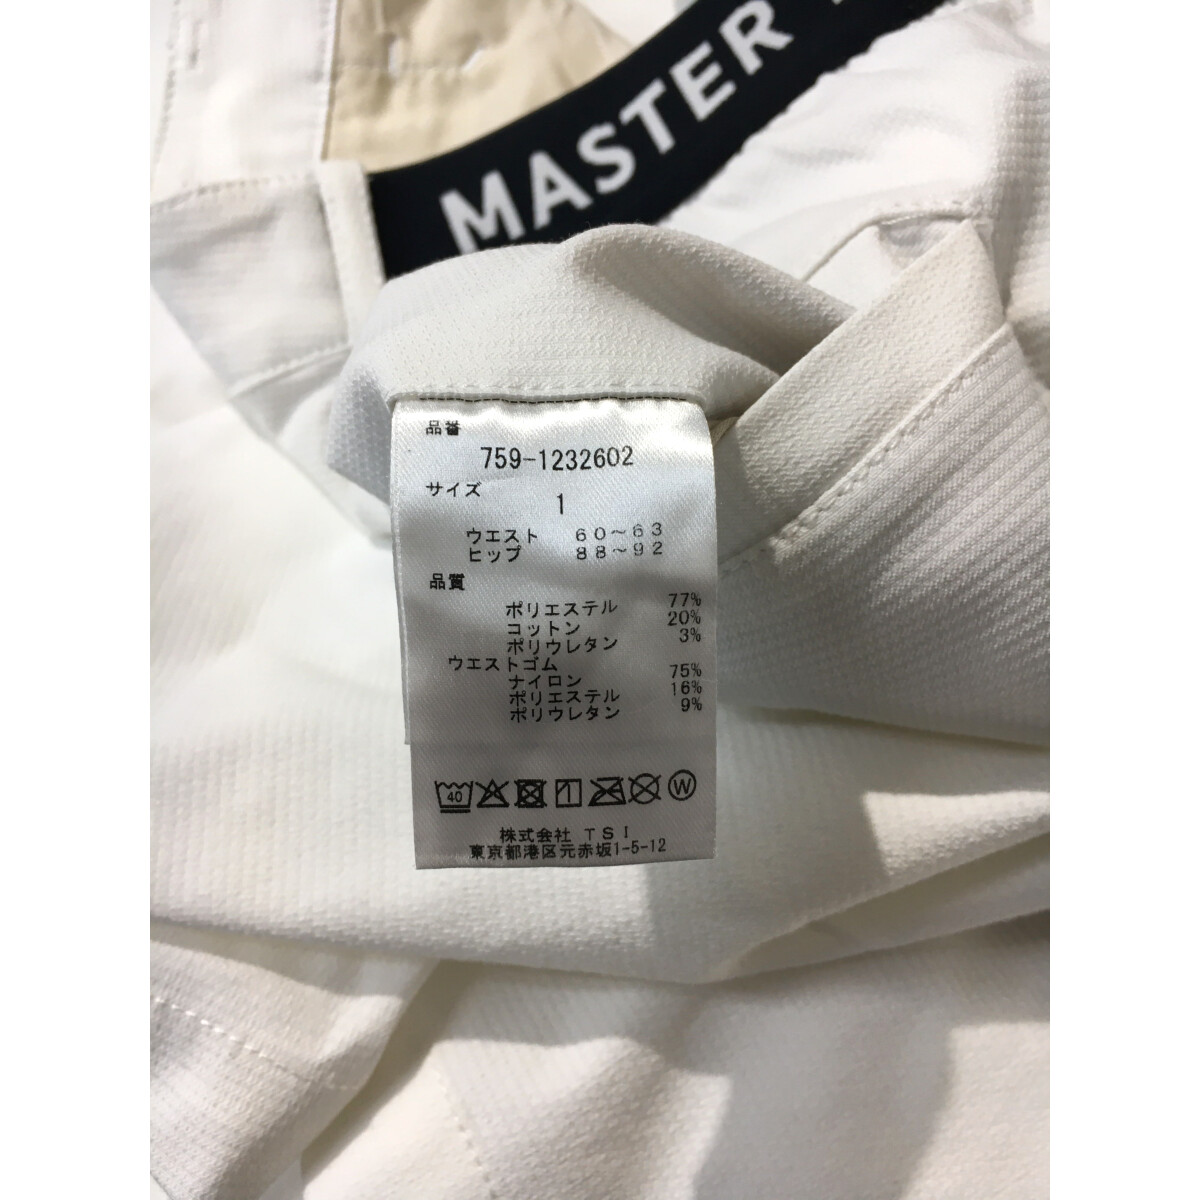 MASTER
品番
759-1232602
サイズ
1
ウエスト 60~63
ヒップ 88~92
品質
ポリエステル 77%
コットン 20%
ポリウレタン 3%
ウエストゴム
ナイロン 75%
ポリエステル 16%
ポリウレタン 9%
40
W
株式会社 TSI
東京都港区元赤坂1-5-12